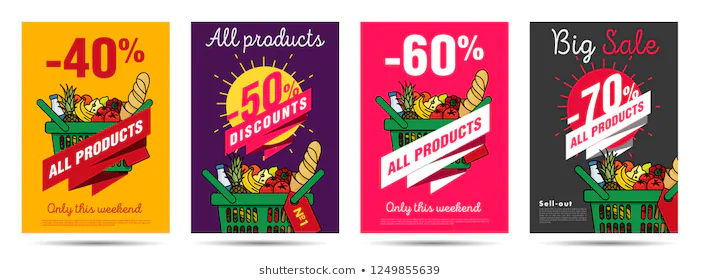 -40%
ALL PRODUCTS
Only this weekend
All products
-50%
DISCOUNTS
Nº1
-60%
ALL PRODUCTS
Only this weekend
Big Sale
-70%
ALL PRODUCTS
Sell-out
shutterstock.com · 1249855639